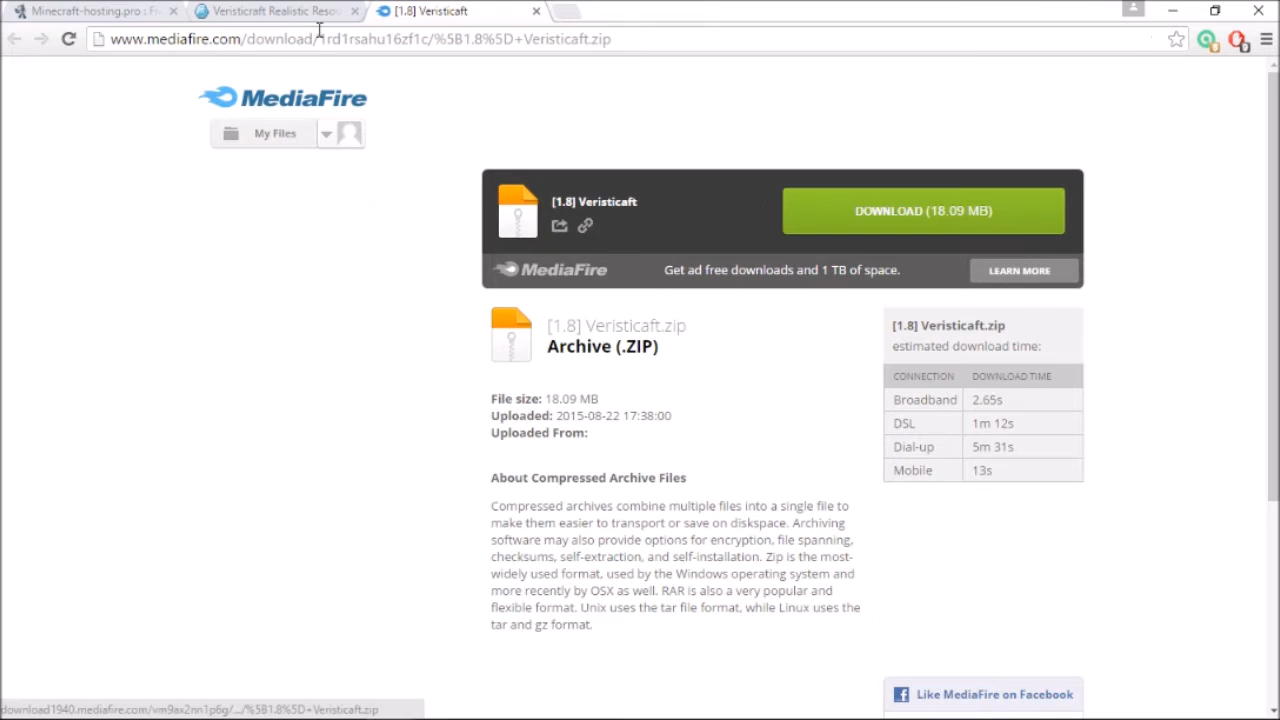 Minecraft-hosting.pro : Fr
Versticraft Realistic Reso
[1.8] Veristicaft
www.mediafire.com/download/1rd1rsahu16zf1c/%5B1.8%5D+Veristicaft.zip
MediaFire
My Files
[1.8] Veristicaft
DOWNLOAD (18.09 MB)
MediaFire
Get ad free downloads and 1 TB of space.
LEARN MORE
[1.8] Veristicaft.zip
Archive (.ZIP)
File size: 18.09 MB
Uploaded: 2015-08-22 17:38:00
Uploaded From:
About Compressed Archive Files
Compressed archives combine multiple files into a single file to
make them easier to transport or save on diskspace. Archiving
software may also provide options for encryption, file spanning,
checksums, self-extraction, and self-installation. Zip is the most-
widely used format, used by the Windows operating system and
more recently by OSX as well. RAR is also a very popular and
flexible format. Unix uses the tar file format, while Linux uses the
tar and gz format.
[1.8] Veristicaft.zip
estimated download time:
CONNECTION DOWNLOAD TIME
Broadband 2.65s
DSL 1m 12s
Dial-up 5m 31s
Mobile 13s
Like MediaFire on Facebook
download1940.mediafire.com/vm9ax2nn1p6g/.../%5B1.8%5D+Veristicaft.zip